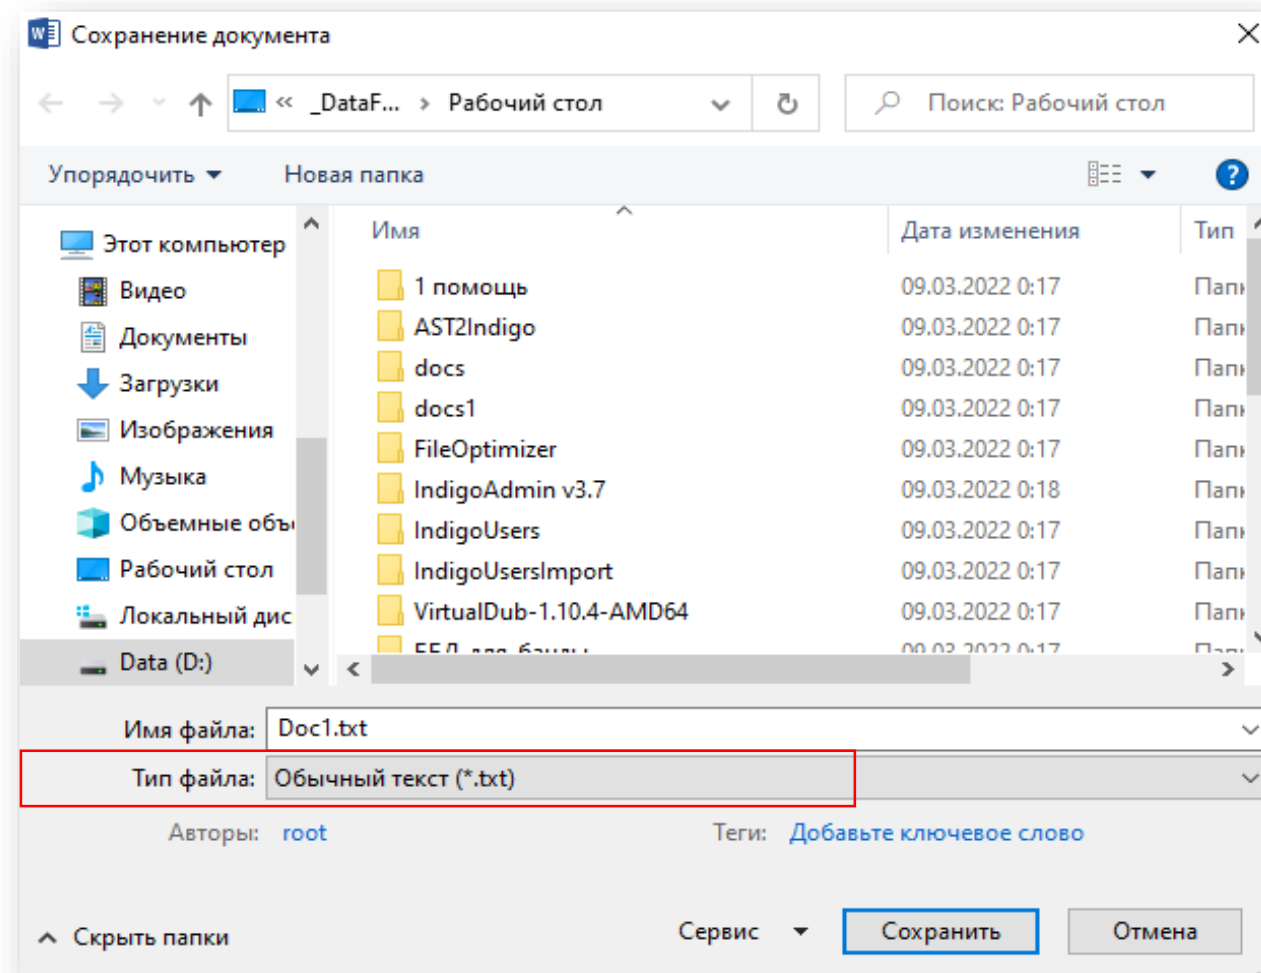 Сохранение документа
« _DataF... › Рабочий стол
Поиск: Рабочий стол
Упорядочить
Новая папка
Имя
Дата изменения
Тип
Этот компьютер
Видео
Документы
Загрузки
Изображения
Музыка
Объемные объ
Рабочий стол
Локальный дис
Data (D:)
1 помощь 09.03.2022 0:17
AST2Indigo 09.03.2022 0:17
docs 09.03.2022 0:17
docs1 09.03.2022 0:17
FileOptimizer 09.03.2022 0:17
IndigoAdmin v3.7 09.03.2022 0:18
IndigoUsers 09.03.2022 0:17
IndigoUsersImport 09.03.2022 0:17
VirtualDub-1.10.4-AMD64 09.03.2022 0:17
Имя файла: Doc1.txt
Тип файла: Обычный текст (*.txt)
Авторы: root
Теги: Добавьте ключевое слово
Скрыть папки
Сервис
Сохранить
Отмена